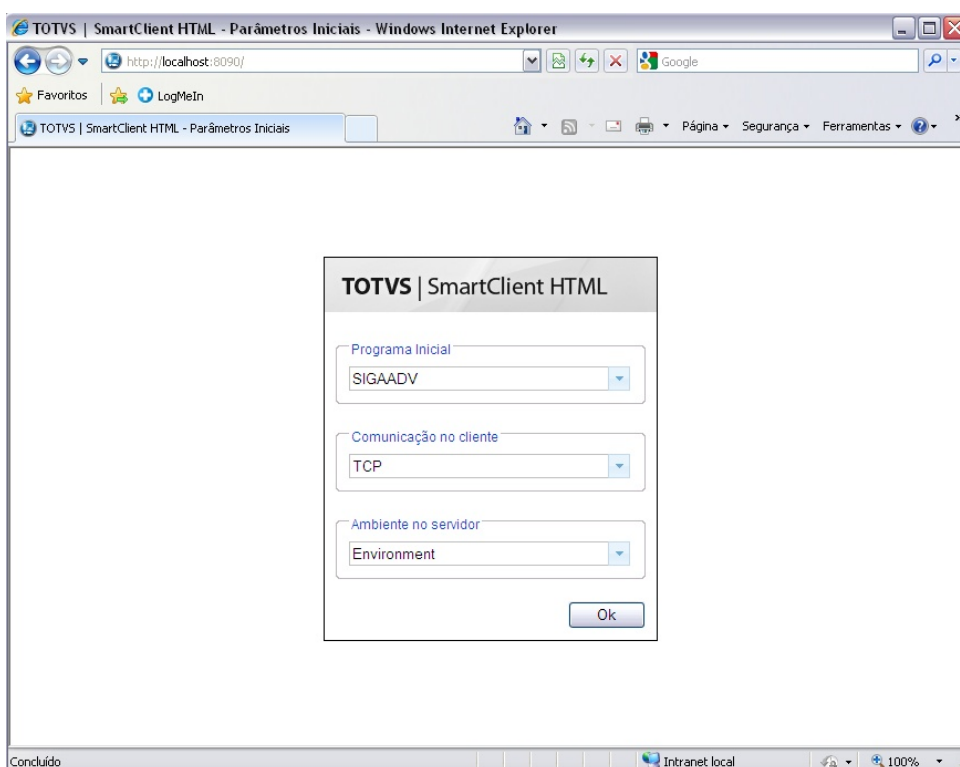 TOTVS | SmartClient HTML - Parâmetros Iniciais - Windows Internet Explorer
http://localhost:8090/
Google
Favoritos
LogMeIn
TOTVS | SmartClient HTML - Parâmetros Iniciais
Página
Segurança
Ferramentas
»
TOTVS | SmartClient HTML
Programa Inicial
SIGAADV
Comunicação no cliente
TCP
Ambiente no servidor
Environment
Ok
Concluído
Intranet local
100%